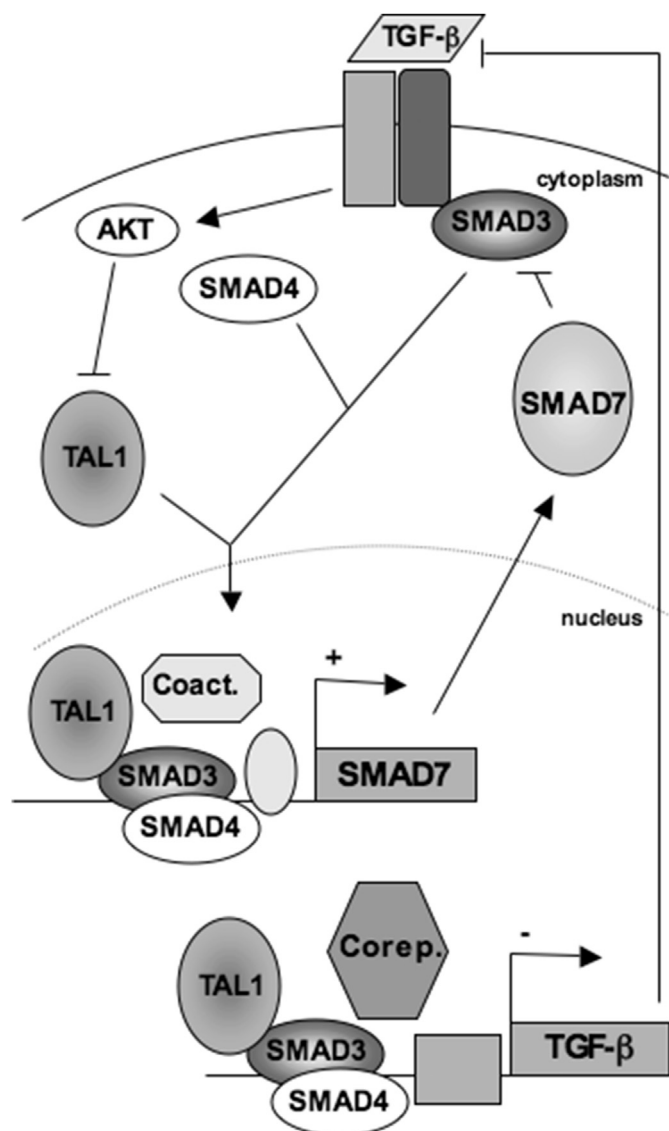 TGF-β
cytoplasm
AKT
SMAD3
SMAD4
SMAD7
TAL1
nucleus
+
Coact.
TAL1
SMAD3
SMAD7
SMAD4
Corep.
-
TAL1
SMAD3
TGF-β
SMAD4